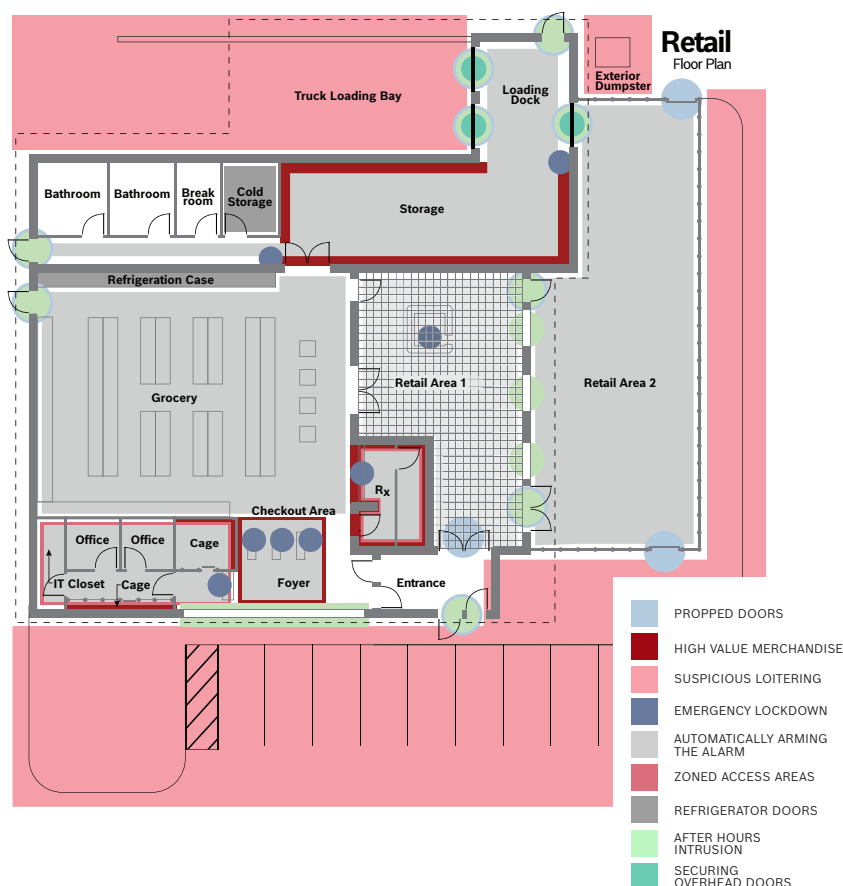 Retail
Floor Plan
Exterior
Dumpster
Truck Loading Bay
Loading
Dock
Bathroom
Bathroom
Break
room
Cold
Storage
Storage
Refrigeration Case
Grocery
Retail Area 1
Retail Area 2
Rx
Checkout Area
Office
Office
Cage
IT Closet
Cage
Foyer
Entrance
PROPPED DOORS
HIGH VALUE MERCHANDISE
SUSPICIOUS LOITERING
EMERGENCY LOCKDOWN
AUTOMATICALLY ARMING
THE ALARM
ZONED ACCESS AREAS
REFRIGERATOR DOORS
AFTER HOURS
INTRUSION
SECURING
OVERHEAD DOORS